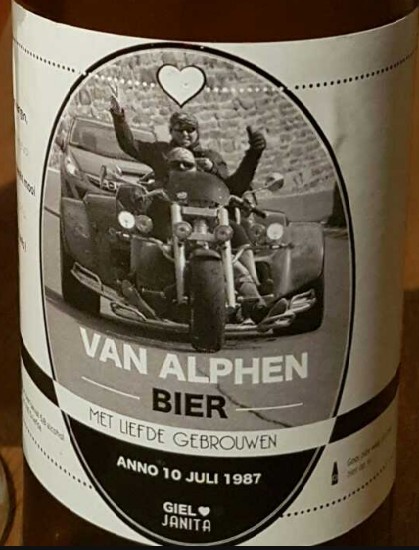 VAN ALPHEN
BIER
MET LIEFDE GEBROUWEN
ANNO 10 JULI 1987
GIEL
JANITA